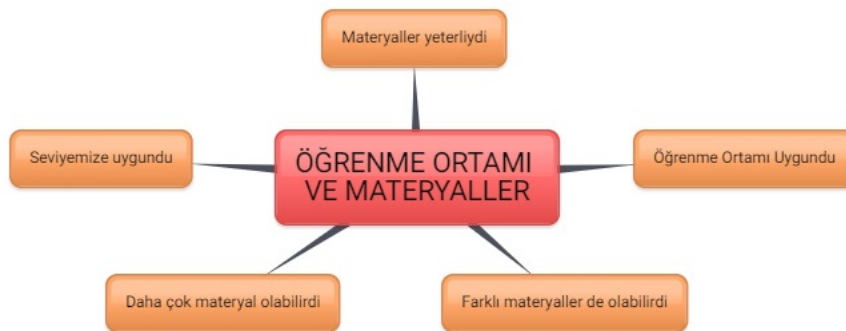 Materyaller yeterliydi
Seviyemize uygundu
ÖĞRENME ORTAMI
VE MATERYALLER
Öğrenme Ortamı Uygundu
Daha çok materyal olabilirdi
Farklı materyaller de olabilirdi